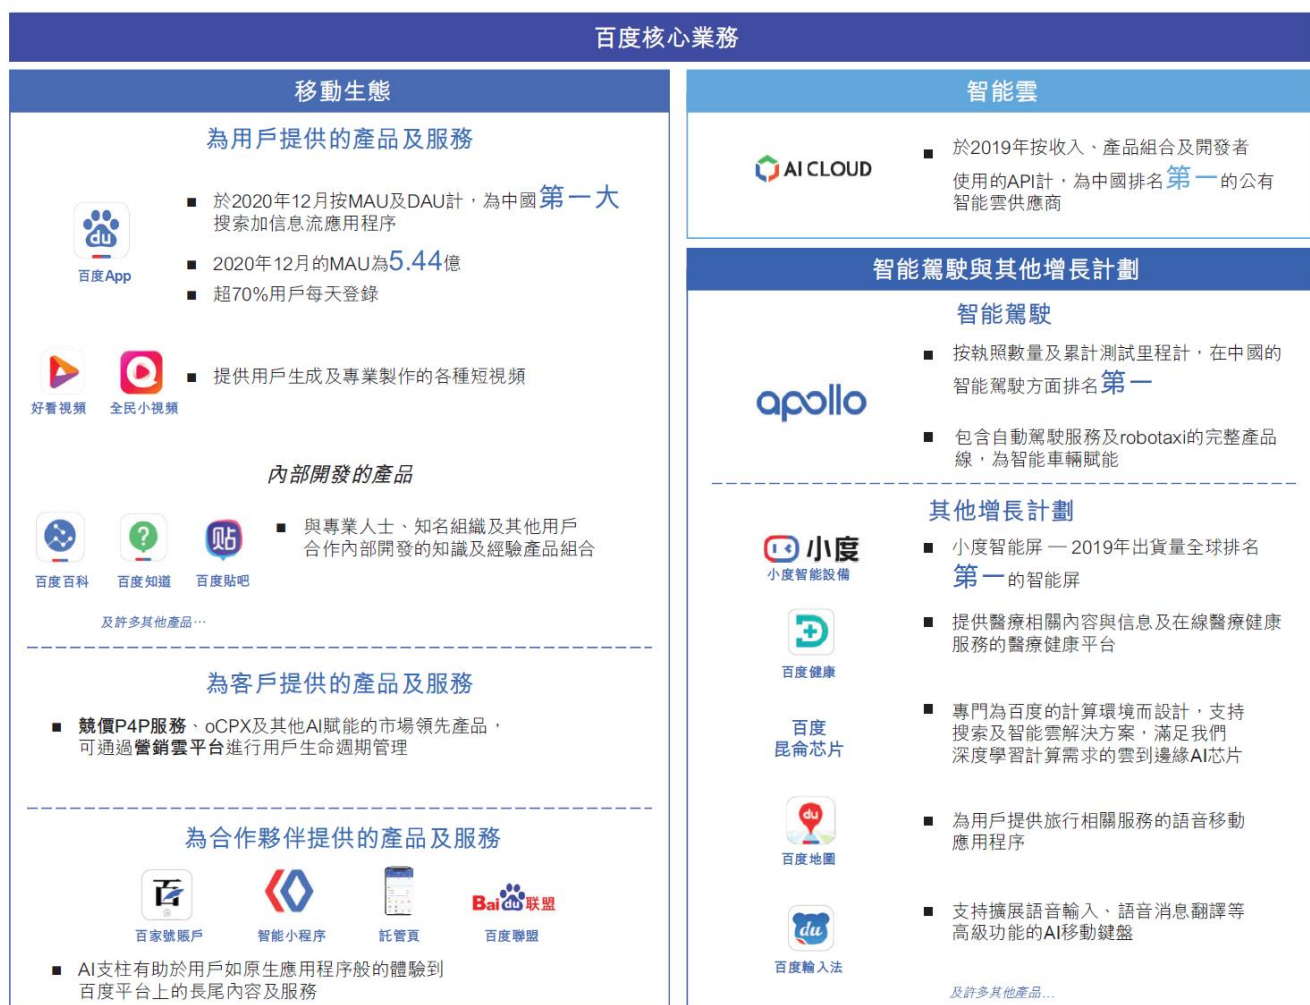 百度核心業務
移動生態
為用戶提供的產品及服務
du
百度App
■ 於2020年12月按MAU及DAU計，為中國第一大
搜索加信息流應用程序
■ 2020年12月的MAU為5.44億
■ 超70%用戶每天登錄
好看視頻
全民小視頻
■ 提供用戶生成及專業製作的各種短視頻
內部開發的產品
?
貼
百度百科
百度知道
百度貼吧
■ 與專業人士、知名組織及其他用戶
合作內部開發的知識及經驗產品組合
及許多其他產品…
為客戶提供的產品及服務
■ 競價P4P服務、oCPX及其他AI賦能的市場領先產品，
可通過營銷雲平台進行用戶生命週期管理
為合作夥伴提供的產品及服務
百
Baidu联盟
百家號賬戶
智能小程序
託管頁
百度聯盟
■ AI支柱有助於用戶如原生應用程序般的體驗到
百度平台上的長尾內容及服務
智能雲
AI CLOUD
■ 於2019年按收入、產品組合及開發者
使用的API計，為中國排名第一的公有
智能雲供應商
智能駕駛與其他增長計劃
智能駕駛
apollo
■ 按執照數量及累計測試里程計，在中國的
智能駕駛方面排名第一
■ 包含自動駕駛服務及robotaxi的完整產品
線，為智能車輛賦能
其他增長計劃
小度
小度智能設備
■ 小度智能屏 — 2019年出貨量全球排名
第一的智能屏
百度健康
■ 提供醫療相關內容與信息及在線醫療健康
服務的醫療健康平台
百度
昆侖芯片
■ 專門為百度的計算環境而設計，支持
搜索及智能雲解決方案，滿足我們
深度學習計算需求的雲到邊緣AI芯片
du
百度地圖
■ 為用戶提供旅行相關服務的語音移動
應用程序
du
百度輸入法
■ 支持擴展語音輸入、語音消息翻譯等
高級功能的AI移動鍵盤
及許多其他產品…